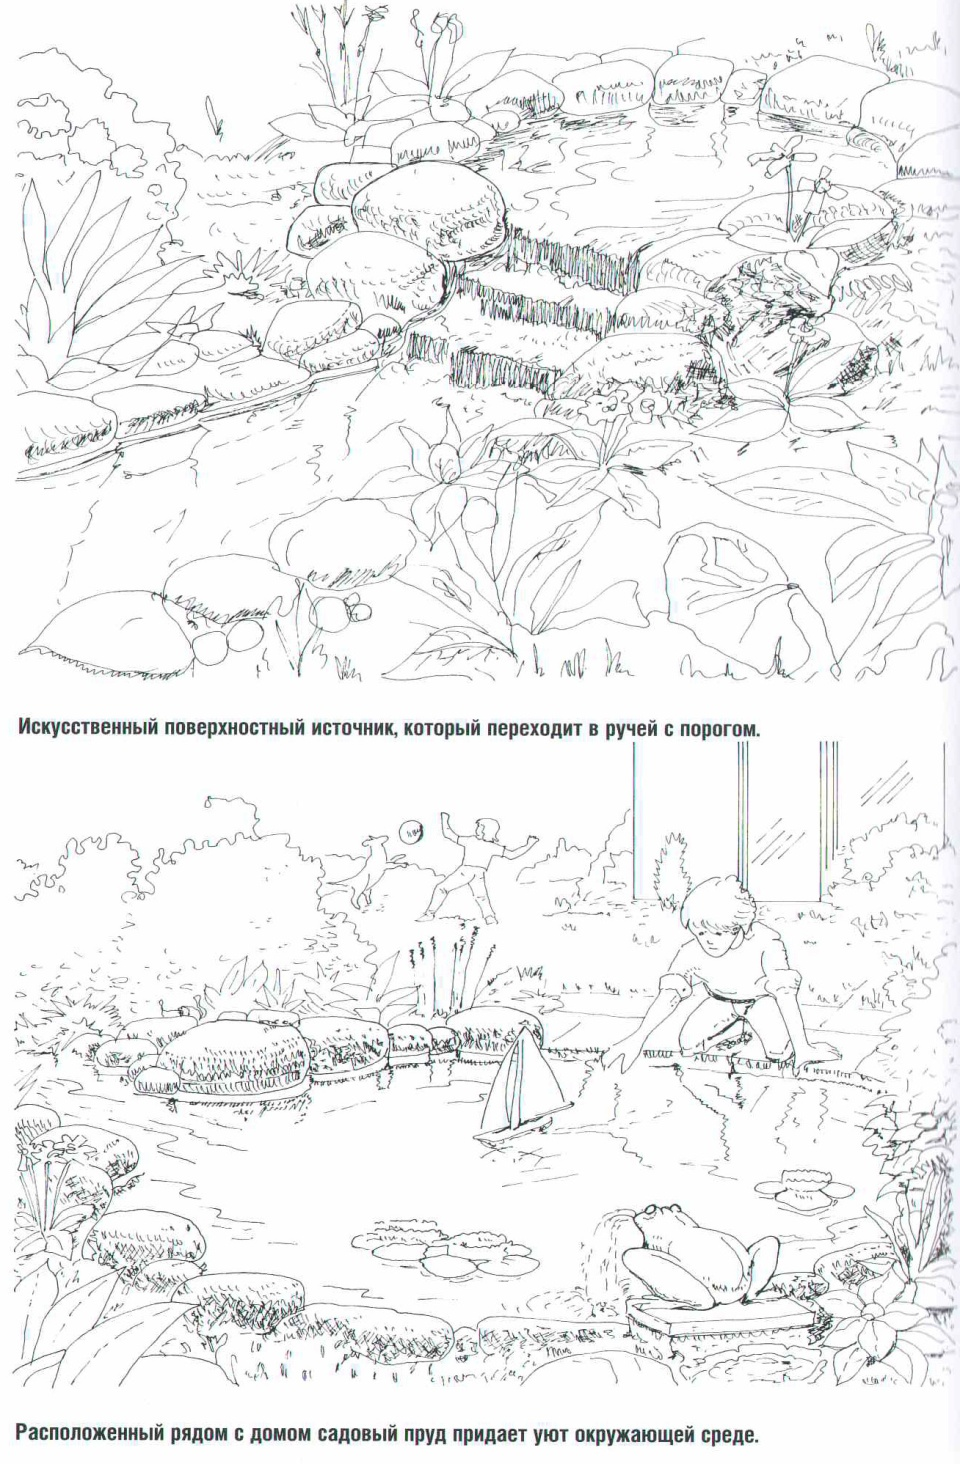 Искусственный поверхностный источник, который переходит в ручей с порогом.
Расположенный рядом с домом садовый пруд придает уют окружающей среде.